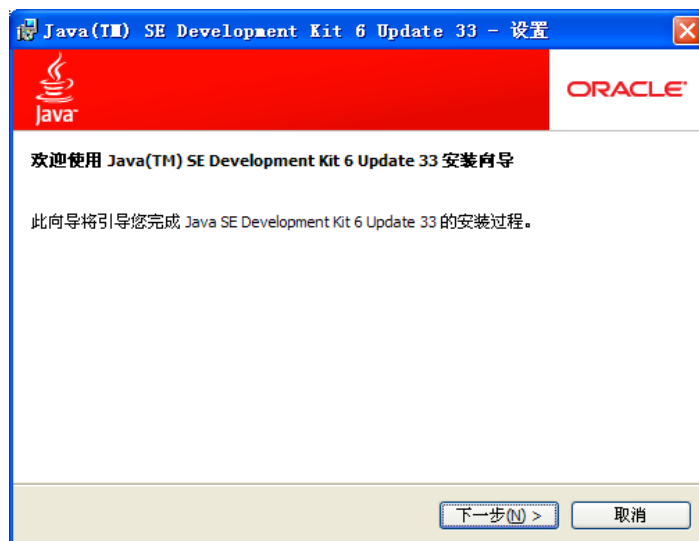 Java(TM) SE Development Kit 6 Update 33 - 设置
Java™
ORACLE®
欢迎使用 Java(TM) SE Development Kit 6 Update 33 安装向导
此向导将引导您完成 Java SE Development Kit 6 Update 33 的安装过程。
下一步(N) >
取消